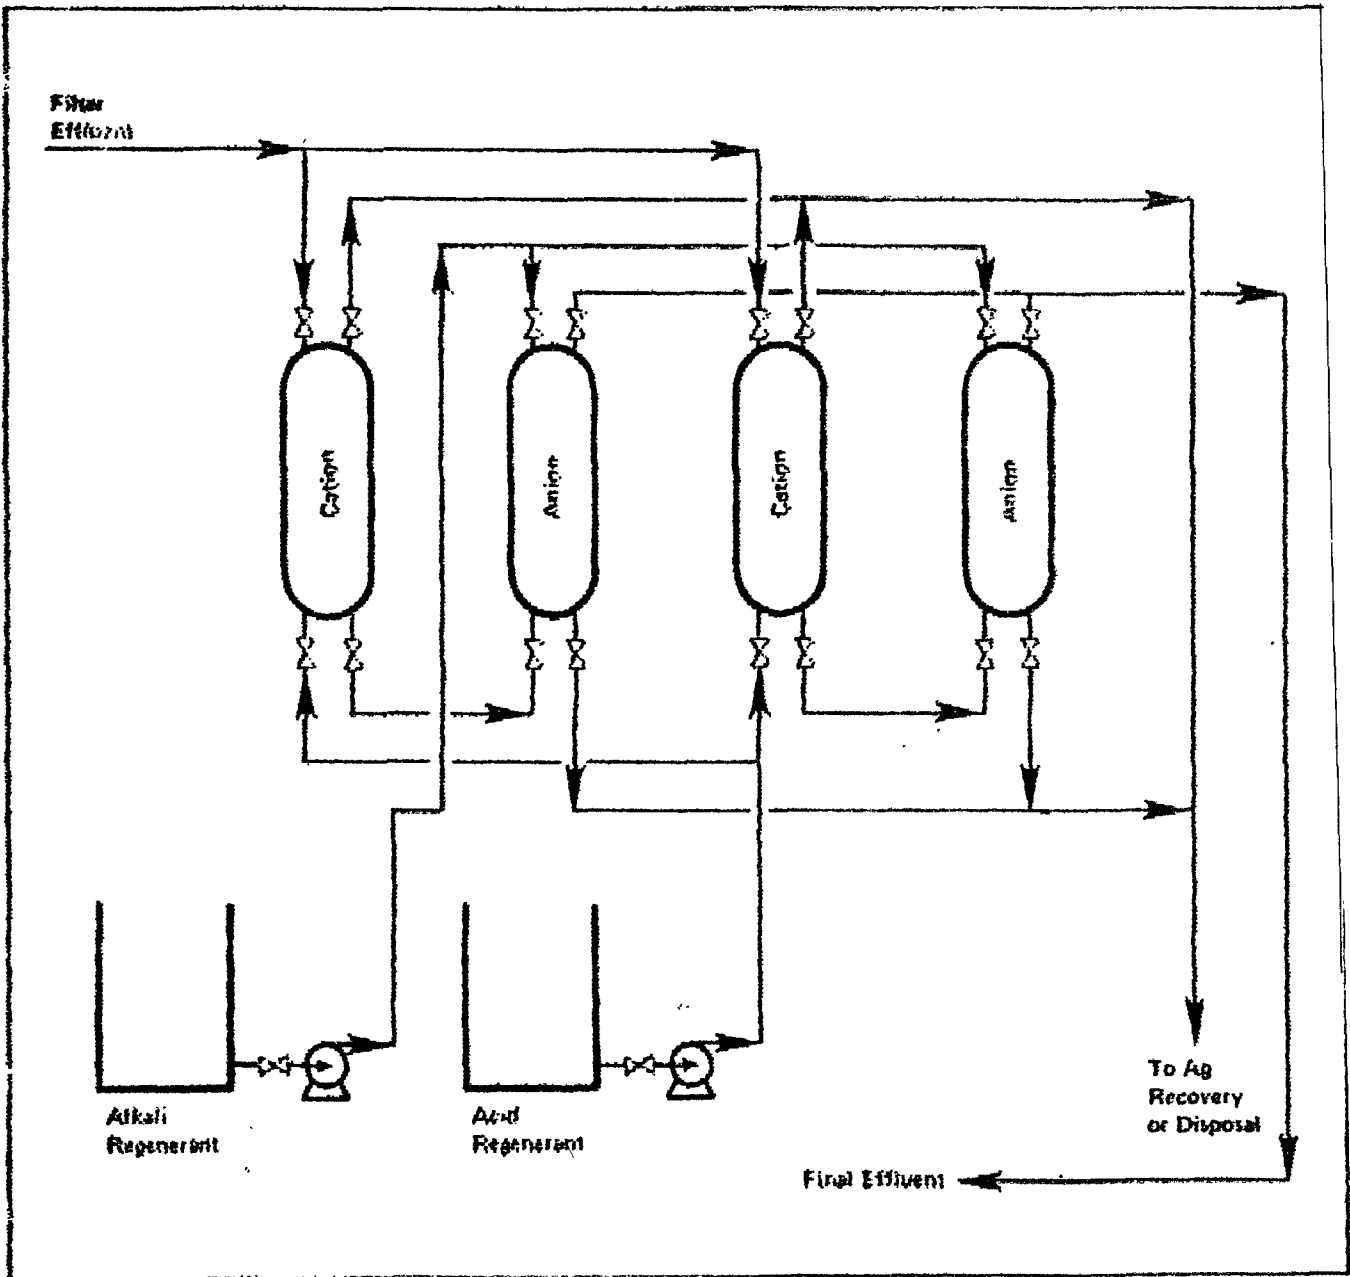 Filter
Effluent
Cation
Anion
Cation
Anion
Alkali
Regenerant
Acid
Regenerant
To Ag
Recovery
or Disposal
Final Effluent